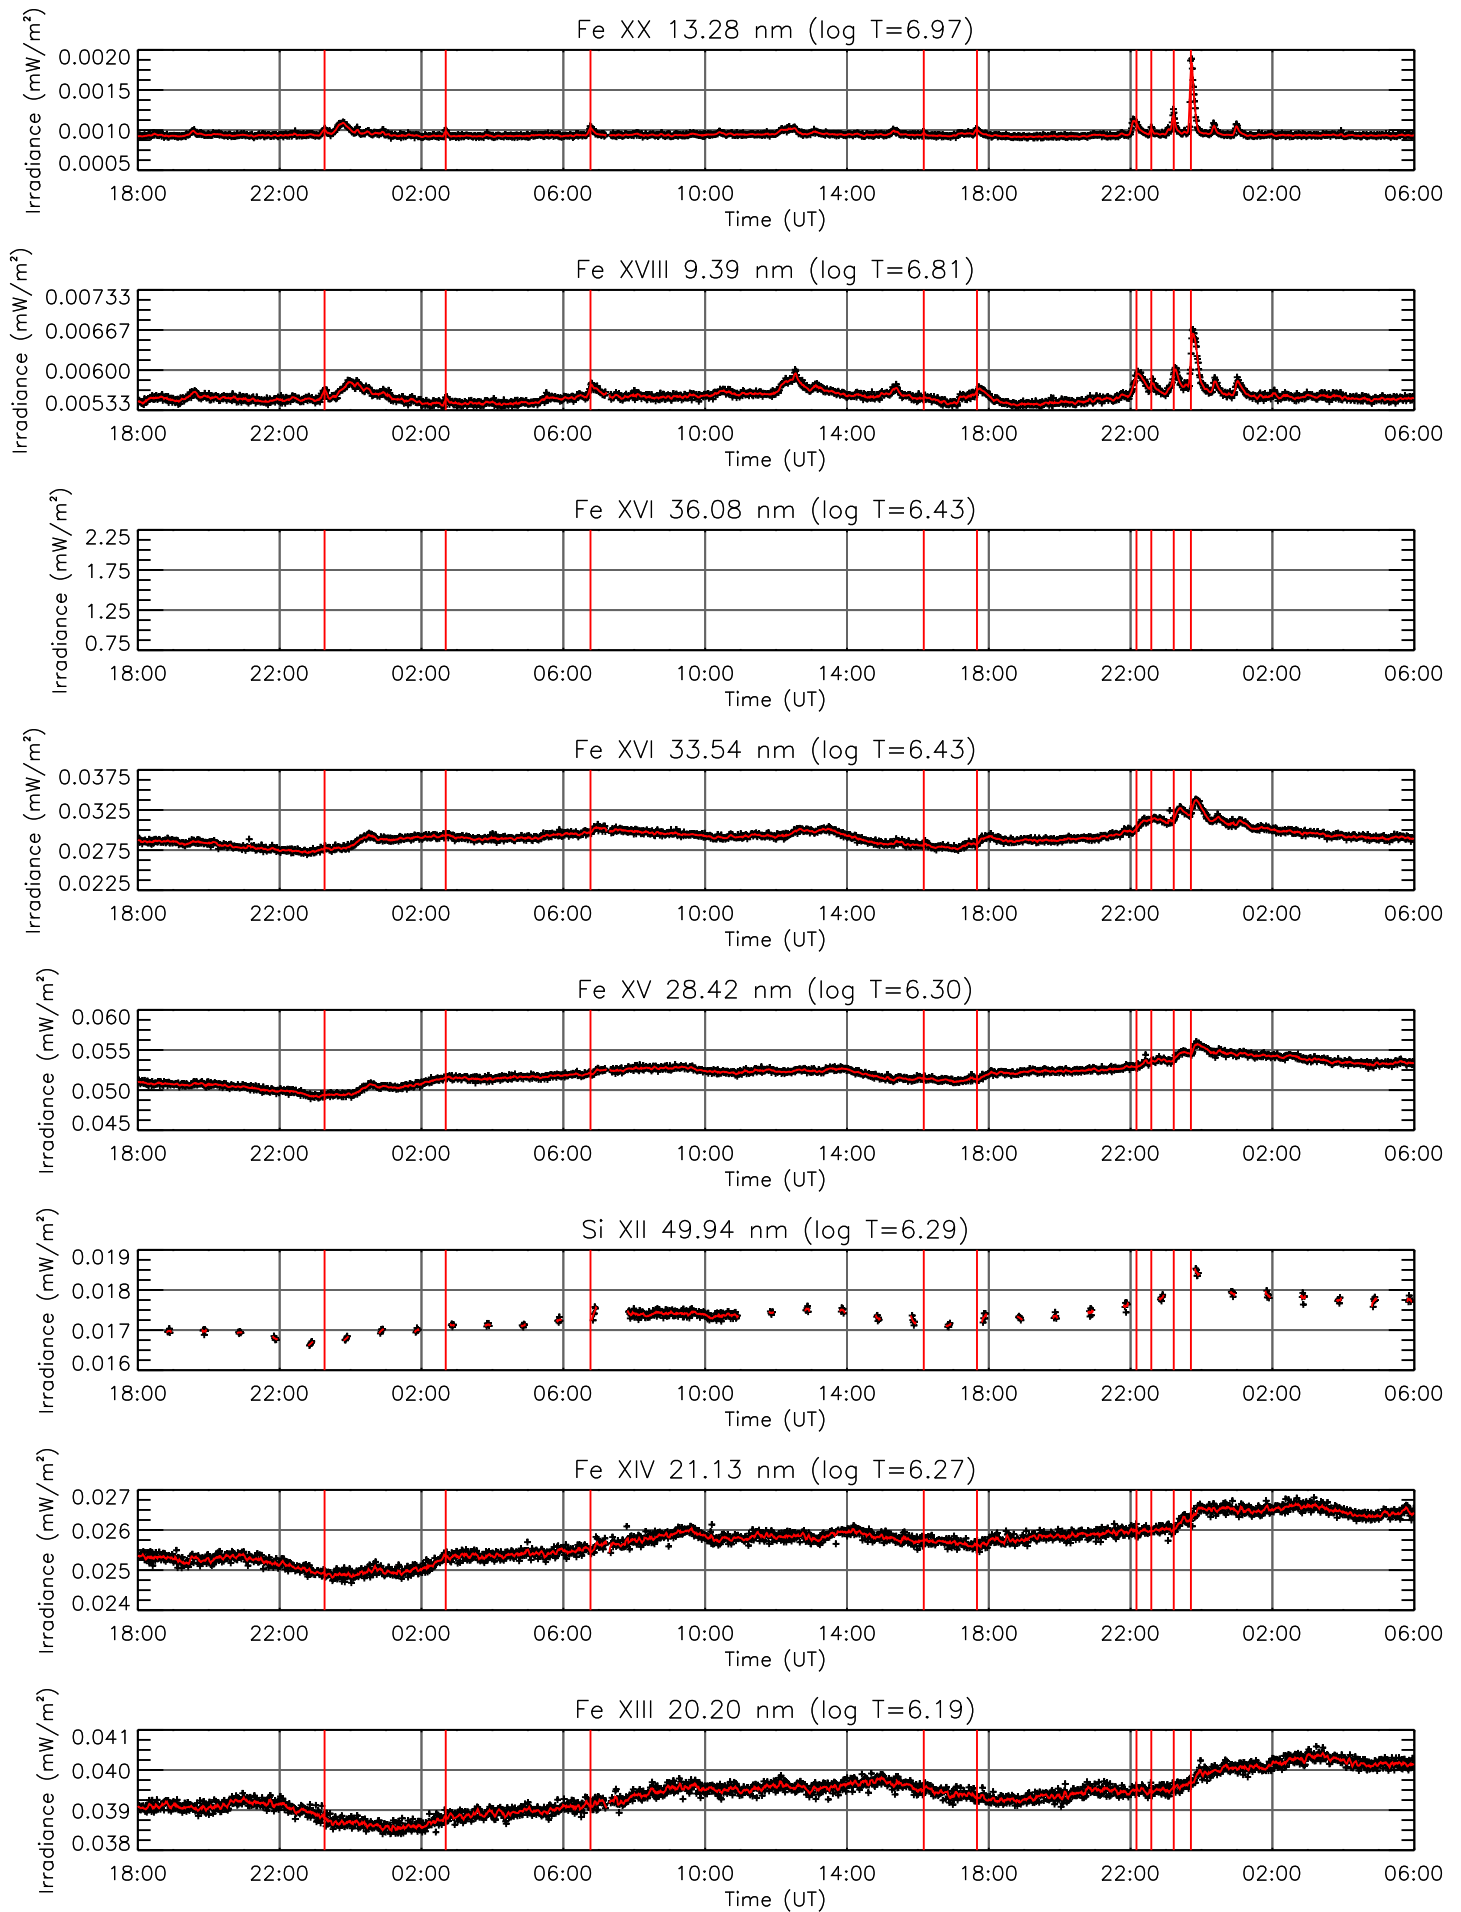 Fe XX 13.28 nm (log T=6.97)
Irradiance (mW/m²)
0.0020
0.0015
0.0010
0.0005
18:00 22:00 02:00 06:00 10:00 14:00 18:00 22:00 02:00 06:00
Time (UT)
Fe XVIII 9.39 nm (log T=6.81)
Irradiance (mW/m²)
0.00733
0.00667
0.00600
0.00533
18:00 22:00 02:00 06:00 10:00 14:00 18:00 22:00 02:00 06:00
Time (UT)
Fe XVI 36.08 nm (log T=6.43)
Irradiance (mW/m²)
2.25
1.75
1.25
0.75
18:00 22:00 02:00 06:00 10:00 14:00 18:00 22:00 02:00 06:00
Time (UT)
Fe XVI 33.54 nm (log T=6.43)
Irradiance (mW/m²)
0.0375
0.0325
0.0275
0.0225
18:00 22:00 02:00 06:00 10:00 14:00 18:00 22:00 02:00 06:00
Time (UT)
Fe XV 28.42 nm (log T=6.30)
Irradiance (mW/m²)
0.060
0.055
0.050
0.045
18:00 22:00 02:00 06:00 10:00 14:00 18:00 22:00 02:00 06:00
Time (UT)
Si XII 49.94 nm (log T=6.29)
Irradiance (mW/m²)
0.019
0.018
0.017
0.016
18:00 22:00 02:00 06:00 10:00 14:00 18:00 22:00 02:00 06:00
Time (UT)
Fe XIV 21.13 nm (log T=6.27)
Irradiance (mW/m²)
0.027
0.026
0.025
0.024
18:00 22:00 02:00 06:00 10:00 14:00 18:00 22:00 02:00 06:00
Time (UT)
Fe XIII 20.20 nm (log T=6.19)
Irradiance (mW/m²)
0.041
0.040
0.039
0.038
18:00 22:00 02:00 06:00 10:00 14:00 18:00 22:00 02:00 06:00
Time (UT)